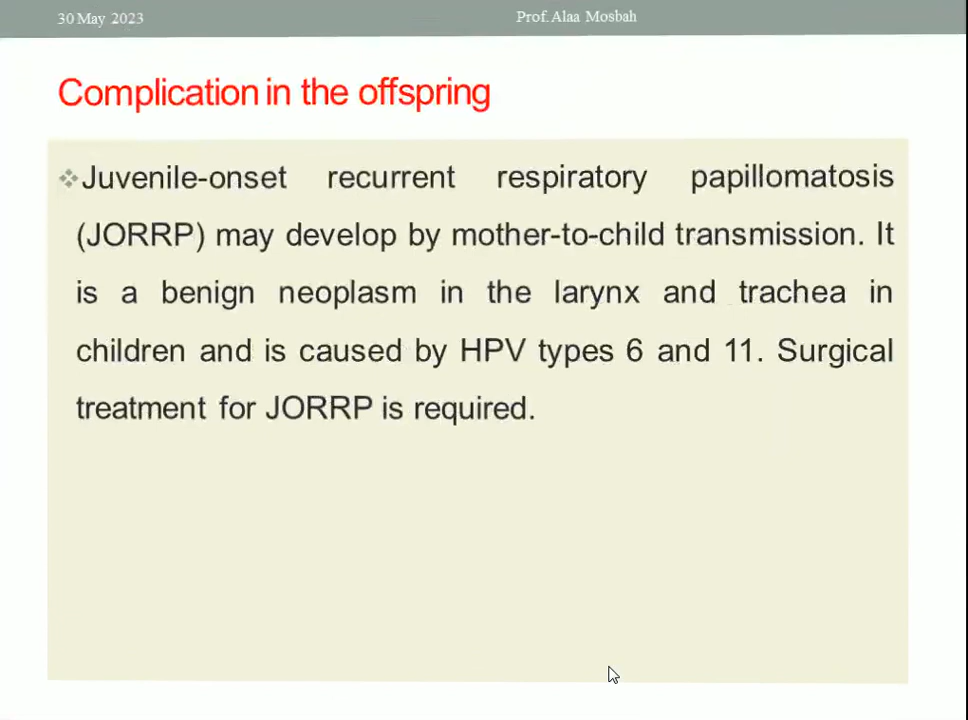 30 May 2023
Prof. Alaa Mosbah
Complication in the offspring
❖Juvenile-onset recurrent respiratory papillomatosis
(JORRP) may develop by mother-to-child transmission. It
is a benign neoplasm in the larynx and trachea in
children and is caused by HPV types 6 and 11. Surgical
treatment for JORRP is required.